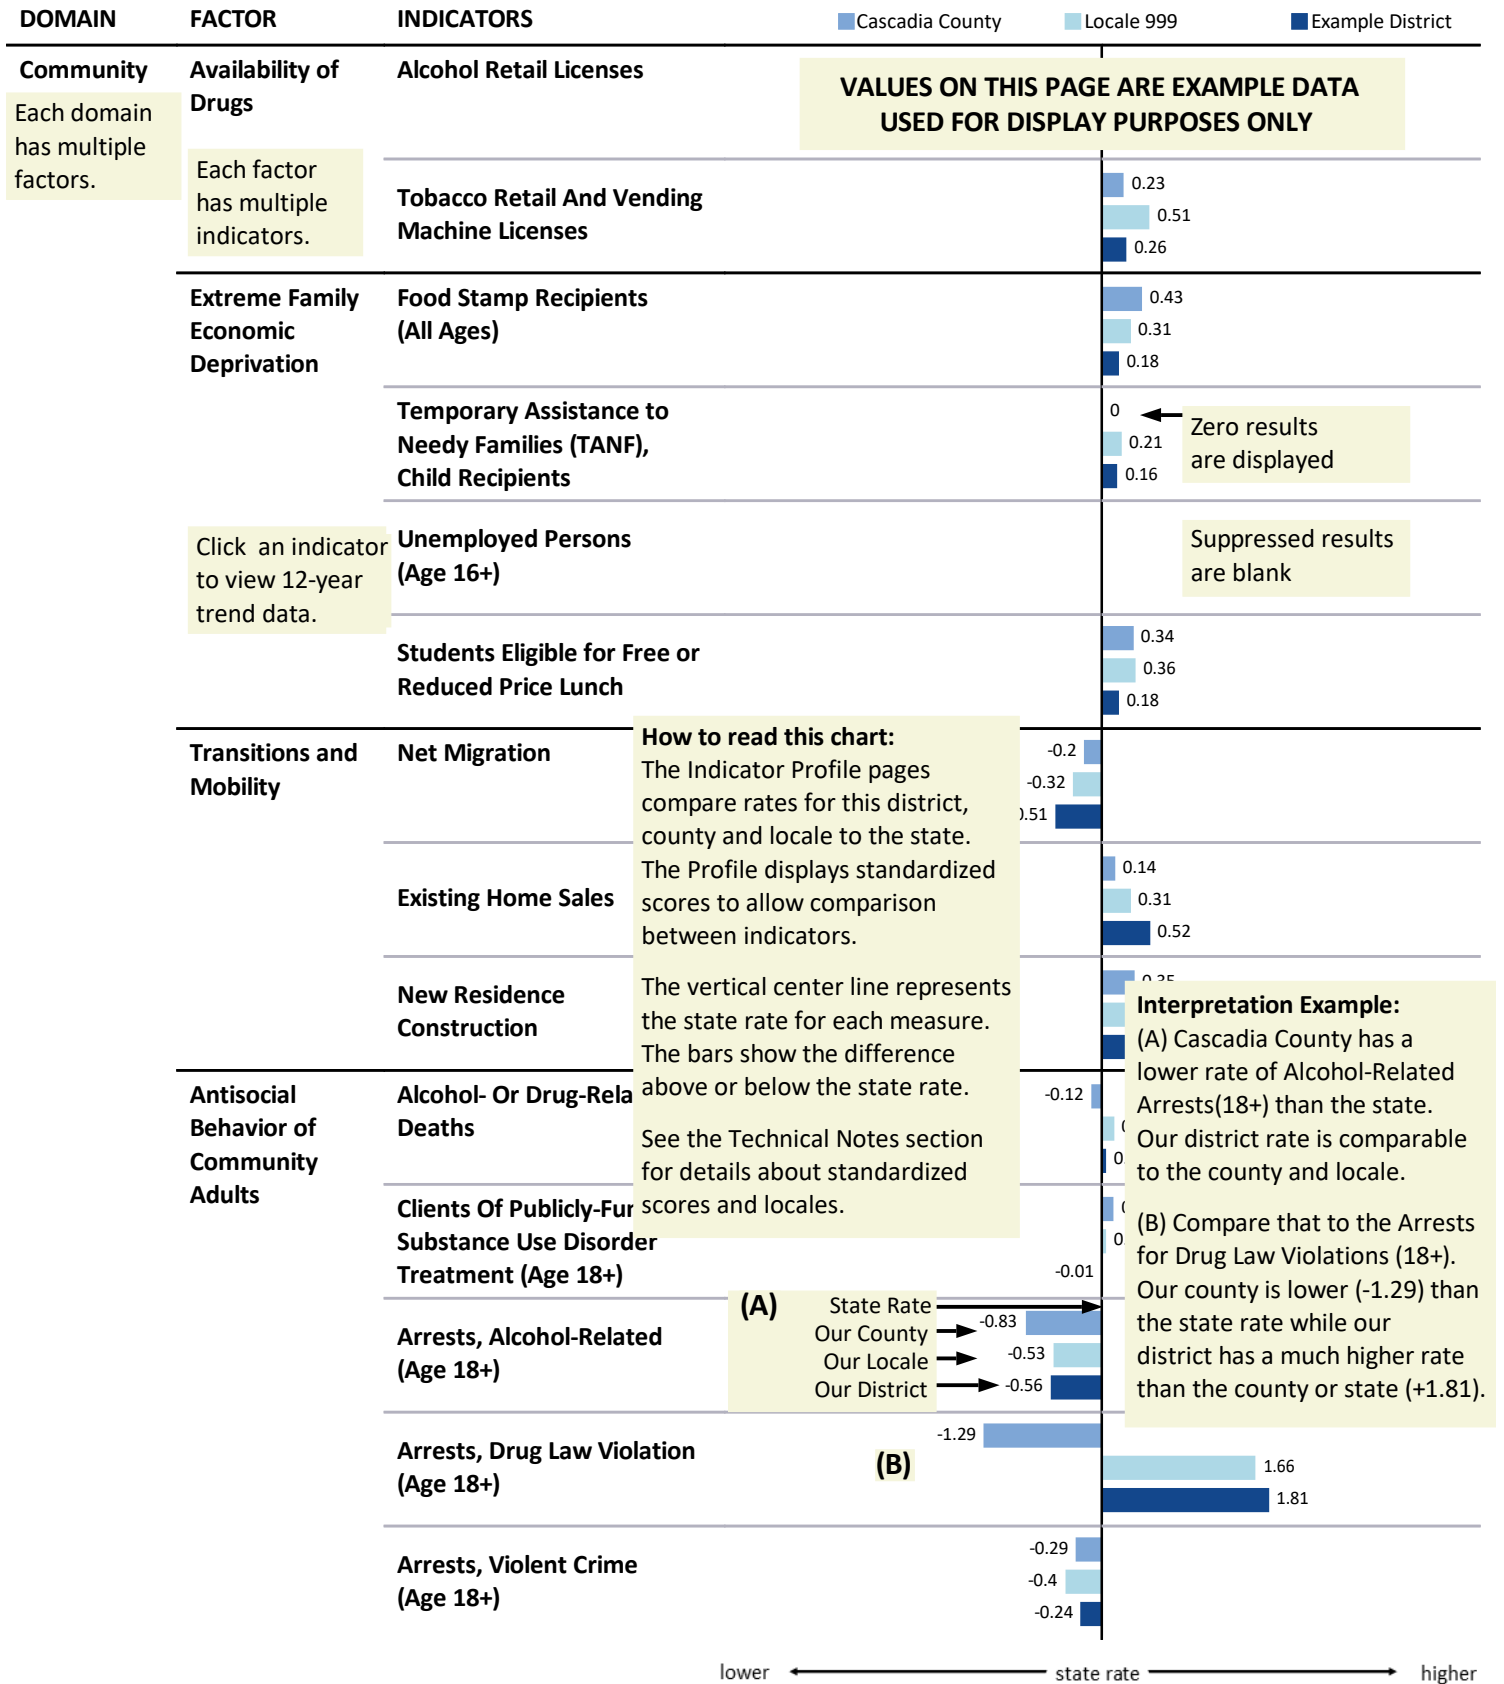 DOMAIN FACTOR INDICATORS Cascadia County Locale 999 Example District
Community Availability of Alcohol Retail Licenses
Drugs
VALUES ON THIS PAGE ARE EXAMPLE DATA
USED FOR DISPLAY PURPOSES ONLY
Each domain
has multiple
factors.
Each factor
has multiple
indicators.
Tobacco Retail And Vending
Machine Licenses
0.23
0.51
0.26
Extreme Family
Economic
Deprivation
Food Stamp Recipients
(All Ages)
0.43
0.31
0.18
Temporary Assistance to
Needy Families (TANF),
Child Recipients
0
0.21
0.16
Zero results
are displayed
Click an indicator
to view 12-year
trend data.
Unemployed Persons
(Age 16+)
Suppressed results
are blank
Students Eligible for Free or
Reduced Price Lunch
0.34
0.36
0.18
Transitions and
Mobility
Net Migration
-0.2
-0.32
0.51
How to read this chart:
The Indicator Profile pages
compare rates for this district,
county and locale to the state.
The Profile displays standardized
scores to allow comparison
between indicators.
The vertical center line represents
the state rate for each measure.
The bars show the difference
above or below the state rate.
See the Technical Notes section
for details about standardized
scores and locales.
Existing Home Sales
0.14
0.31
0.52
New Residence
Construction
0.35
Interpretation Example:
(A) Cascadia County has a
lower rate of Alcohol-Related
Arrests(18+) than the state.
Our district rate is comparable
to the county and locale.
(B) Compare that to the Arrests
for Drug Law Violations (18+).
Our county is lower (-1.29) than
the state rate while our
district has a much higher rate
than the county or state (+1.81).
Antisocial
Behavior of
Community
Adults
Alcohol- Or Drug-Rela
Deaths
-0.12
Clients Of Publicly-Fur
Substance Use Disorder
Treatment (Age 18+)
-0.01
Arrests, Alcohol-Related
(Age 18+)
(A) State Rate
Our County -0.83
Our Locale -0.53
Our District -0.56
Arrests, Drug Law Violation
(Age 18+)
(B)
-1.29
1.66
1.81
Arrests, Violent Crime
(Age 18+)
-0.29
-0.4
-0.24
lower state rate higher